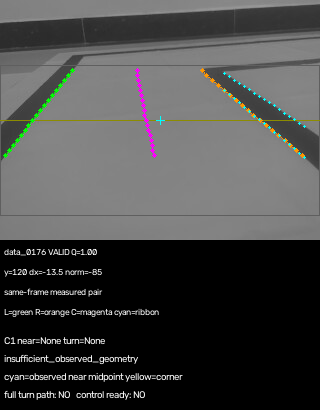 data_0176 VALID Q=1.00
y=120 dx=-13.5 norm=-85
same-frame measured pair
L=green R=orange C=magenta cyan=ribbon
C1 near=None turn=None
insufficient_observed_geometry
cyan=observed near midpoint yellow=corner
full turn path: NO control ready: NO